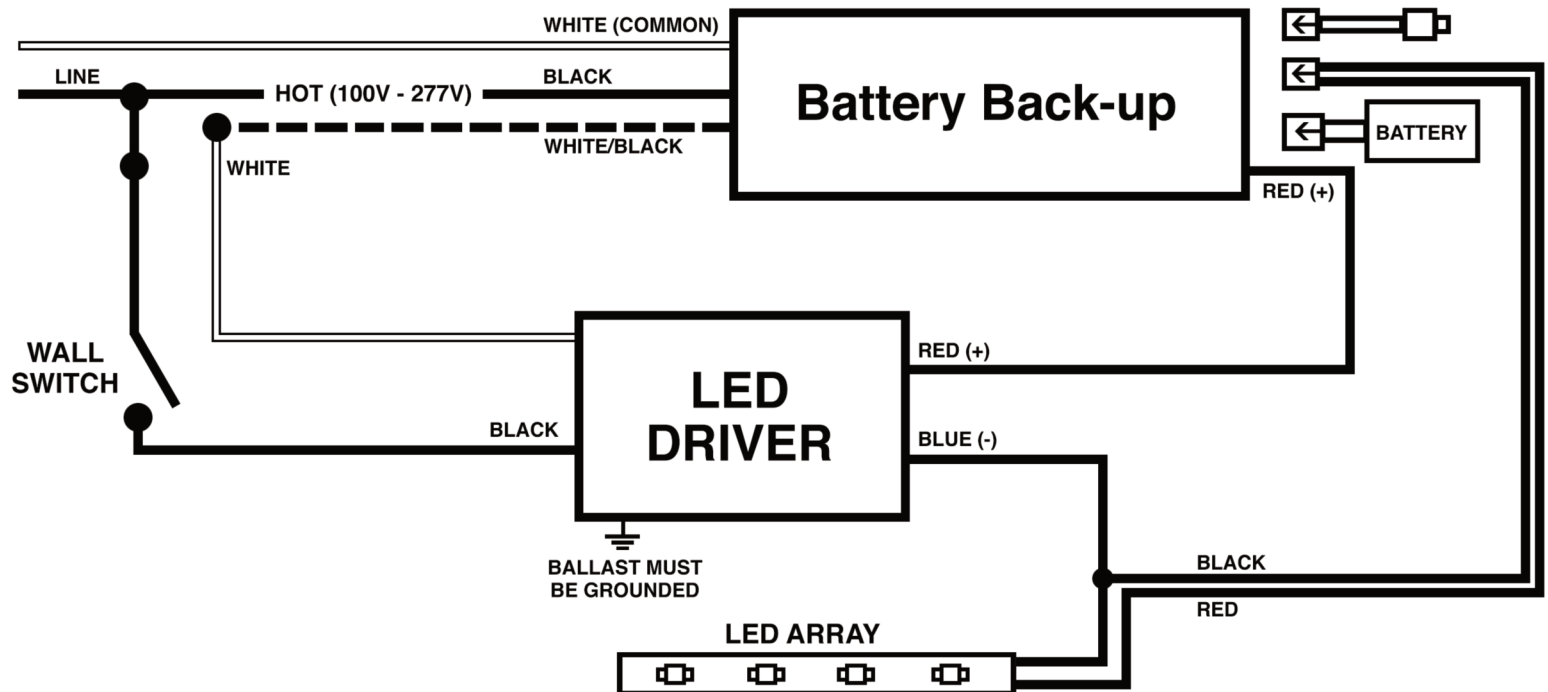 WHITE (COMMON)
LINE
HOT (100V - 277V)
BLACK
Battery Back-up
WHITE/BLACK
BATTERY
WHITE
RED (+)
WALL
SWITCH
RED (+)
LED
DRIVER
BLACK
BLUE (-)
BALLAST MUST
BE GROUNDED
BLACK
RED
LED ARRAY